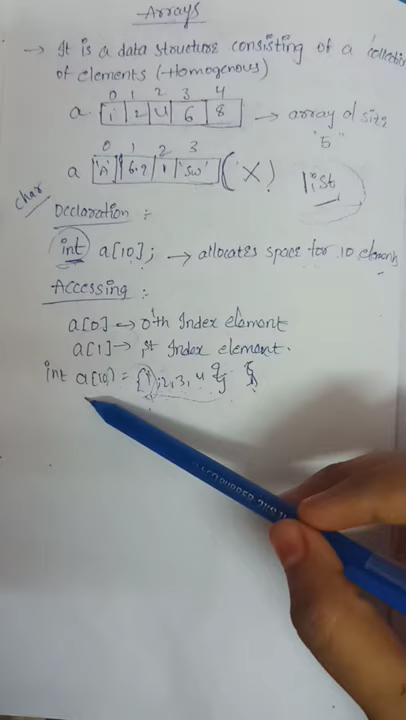 Arrays
→ It is a data structure consisting of a collection
of elements (Homogenous)
0 1 2 3 4
a 1 2 4 6 8 → array of size
"5"
0 1 2 3
a 'A' 6.2 1 'sw' (X) list
char
Declaration :-
int a[10]; → allocates space for 10 elements
Accessing :-
a[0] → 0'th Index element
a[1] → 1st Index element.
int a[10] = {1, 2, 3, 4